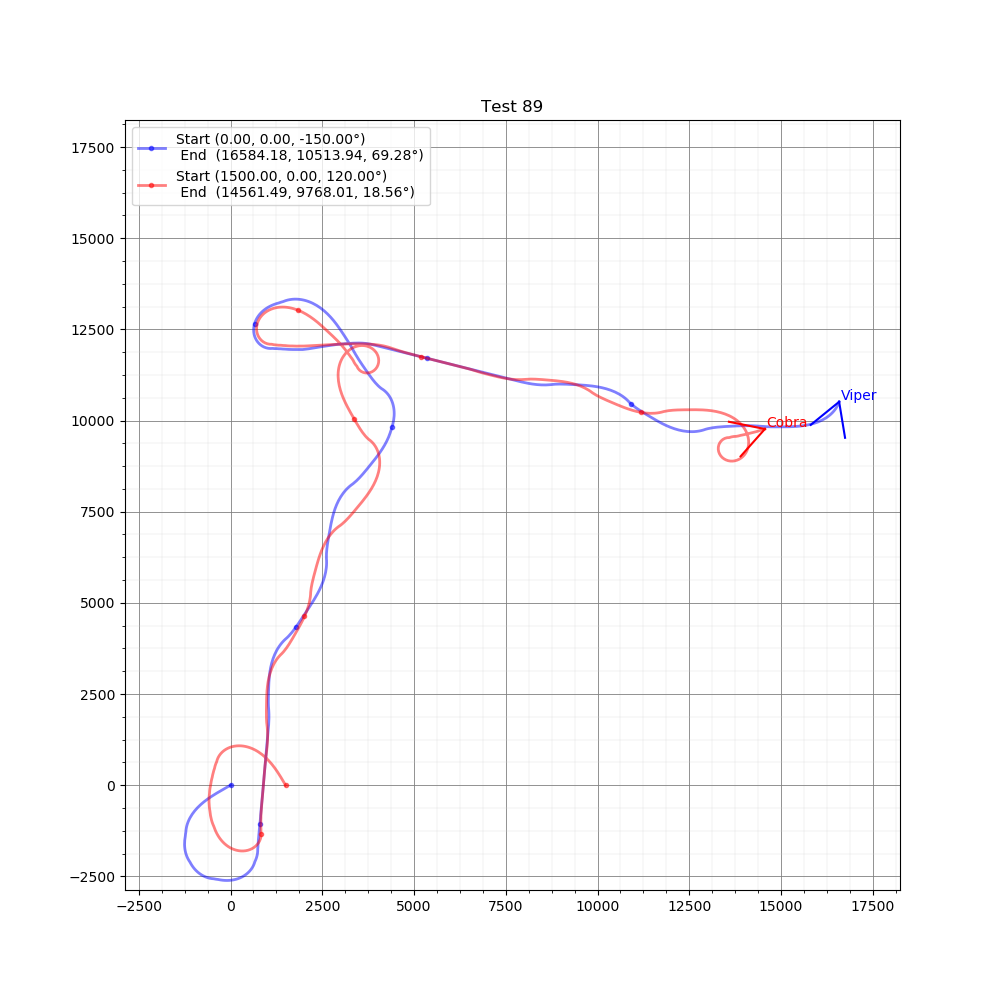 Test 89
Start (0.00, 0.00, -150.00°)
End (16584.18, 10513.94, 69.28°)
Start (1500.00, 0.00, 120.00°)
End (14561.49, 9768.01, 18.56°)
17500
15000
12500
10000
7500
5000
2500
0
−2500
Viper
Cobra
−2500 0 2500 5000 7500 10000 12500 15000 17500